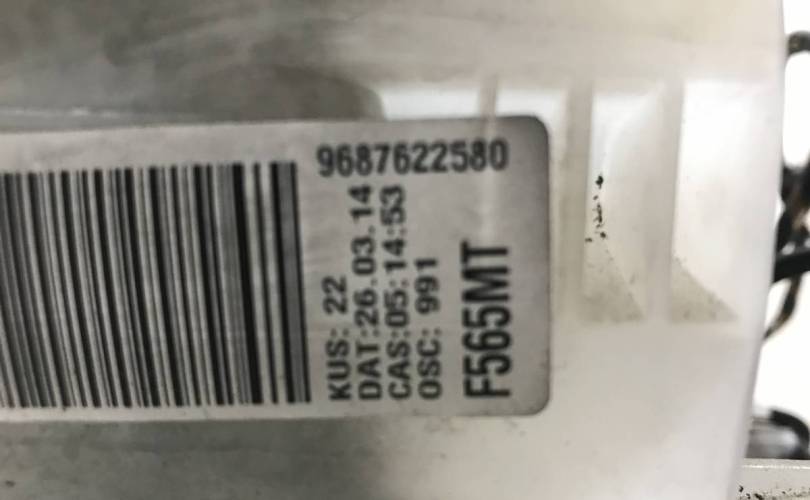 9687622580
KUS: 22
DAT:26.03.14
CAS:05:14:53
OSC: 991
F565MT